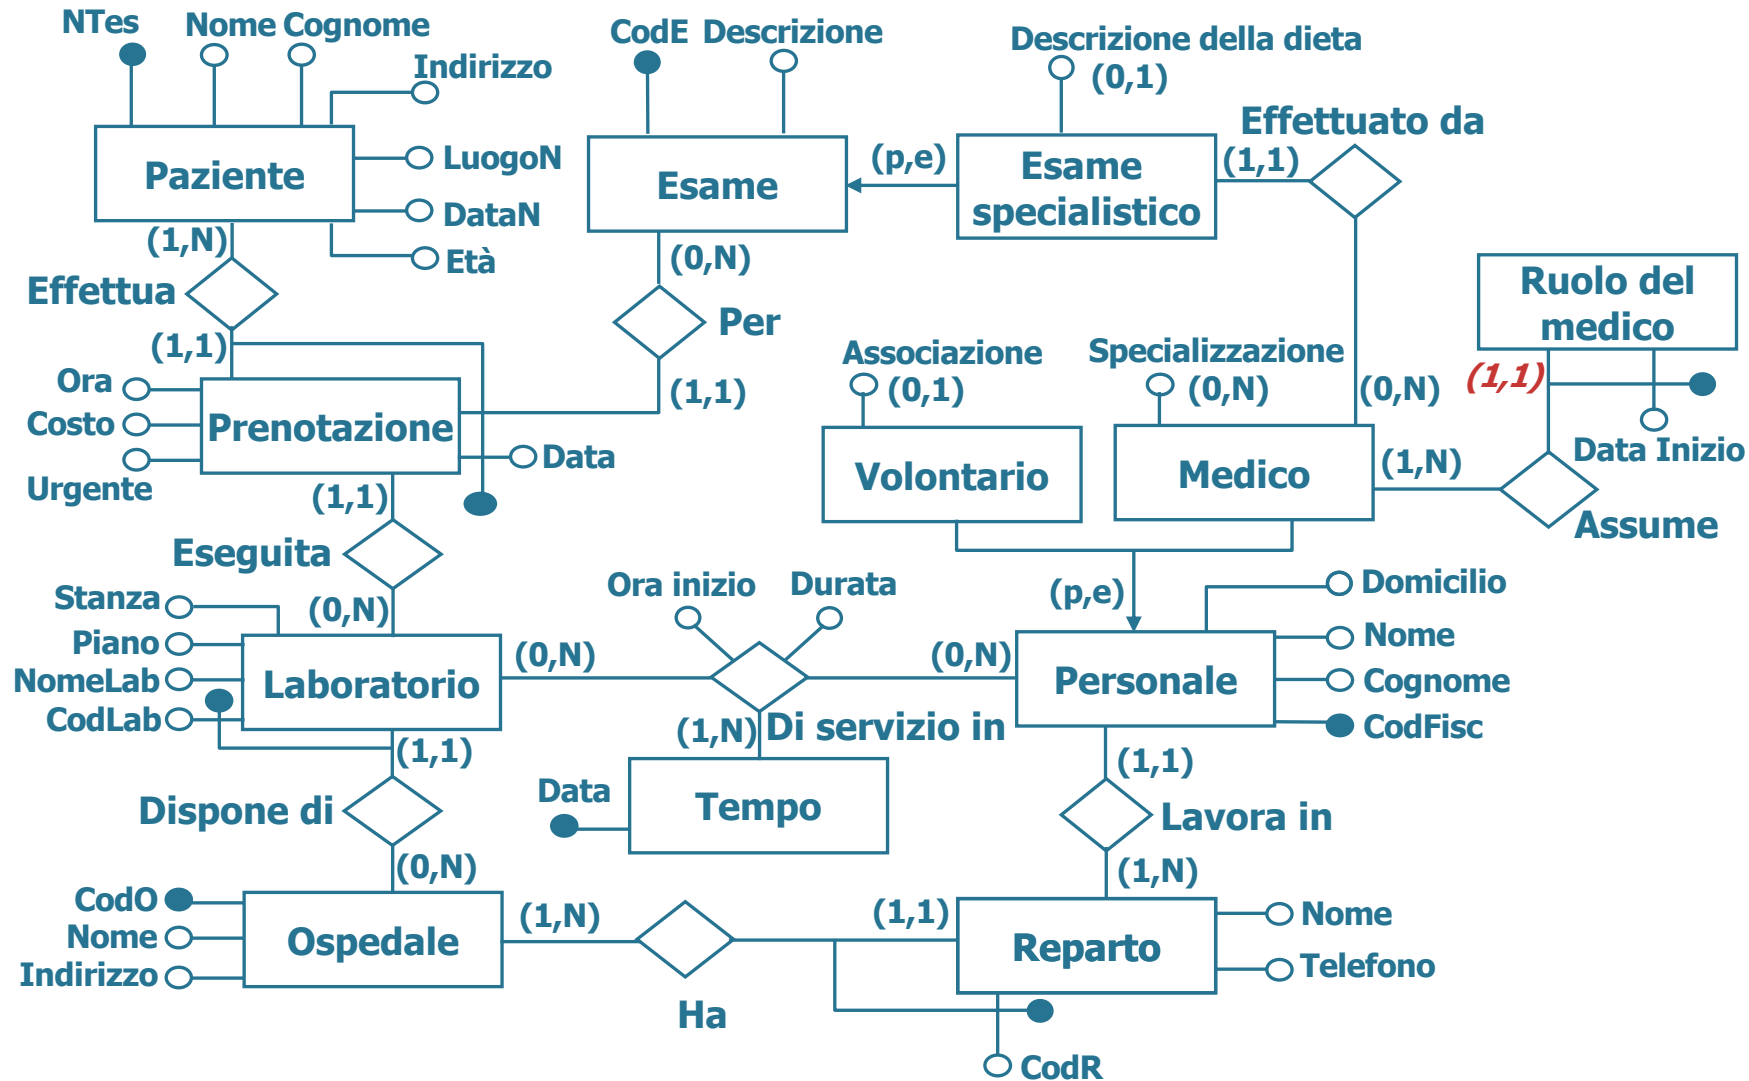 NTes
Nome Cognome
Indirizzo
Paziente
LuogoN
DataN
Età
(1,N)
Effettua
(1,1)
CodE
Descrizione
Esame
(0,N)
Per
(1,1)
(p,e)
Descrizione della dieta
(0,1)
Esame
specialistico
(1,1)
Effettuato da
(0,N)
Ruolo del
medico
(1,1)
Data Inizio
Assume
(1,N)
Ora
Costo
Urgente
Prenotazione
Data
(1,1)
Eseguita
(0,N)
Associazione
(0,1)
Volontario
Specializzazione
(0,N)
Medico
(p,e)
Stanza
Piano
NomeLab
CodLab
Laboratorio
(0,N)
Ora inizio
Durata
(0,N)
Di servizio in
(1,N)
Data
Tempo
Personale
Domicilio
Nome
Cognome
CodFisc
(1,1)
Lavora in
(1,N)
(1,1)
Dispone di
(0,N)
CodO
Nome
Indirizzo
Ospedale
(1,N)
Ha
(1,1)
Reparto
Nome
Telefono
CodR